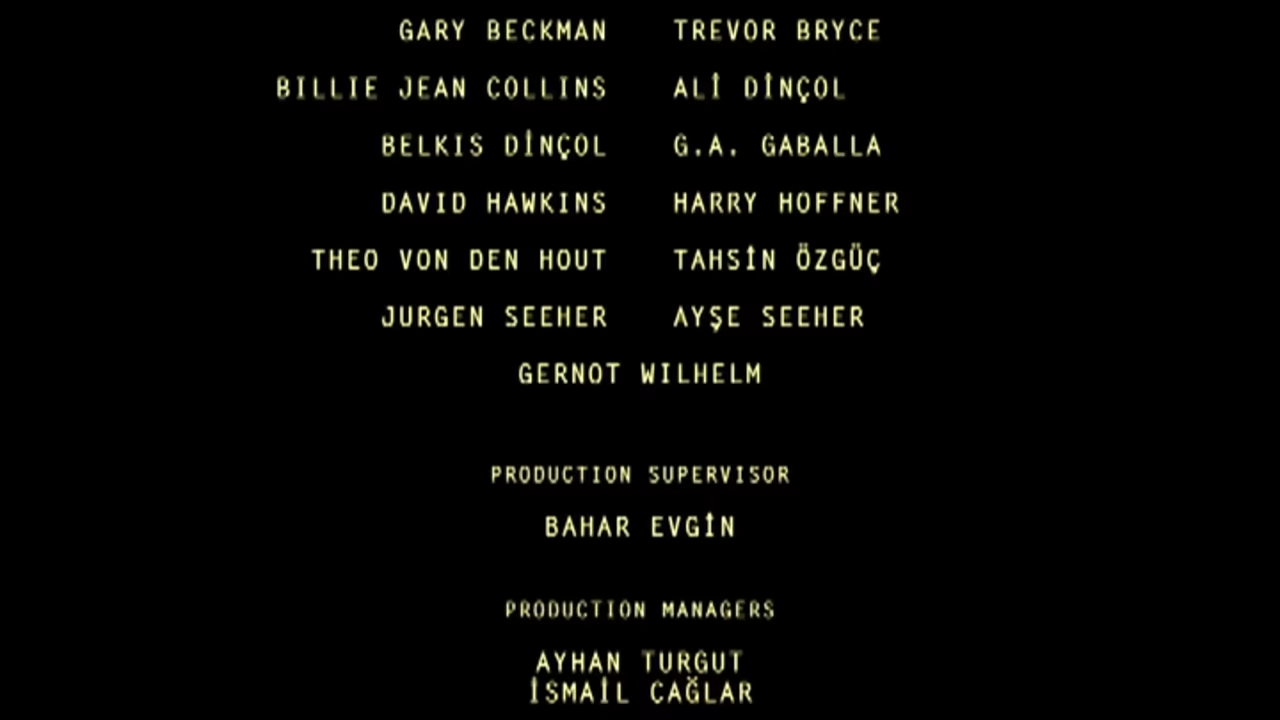 GARY BECKMAN TREVOR BRYCE
BILLIE JEAN COLLINS ALİ DİNÇOL
BELKIS DİNÇOL G.A. GABALLA
DAVID HAWKINS HARRY HOFFNER
THEO VON DEN HOUT TAHSİN ÖZGÜÇ
JURGEN SEEHER AYŞE SEEHER
GERNOT WILHELM
PRODUCTION SUPERVISOR
BAHAR EVGİN
PRODUCTION MANAGERS
AYHAN TURGUT
İSMAİL ÇAĞLAR